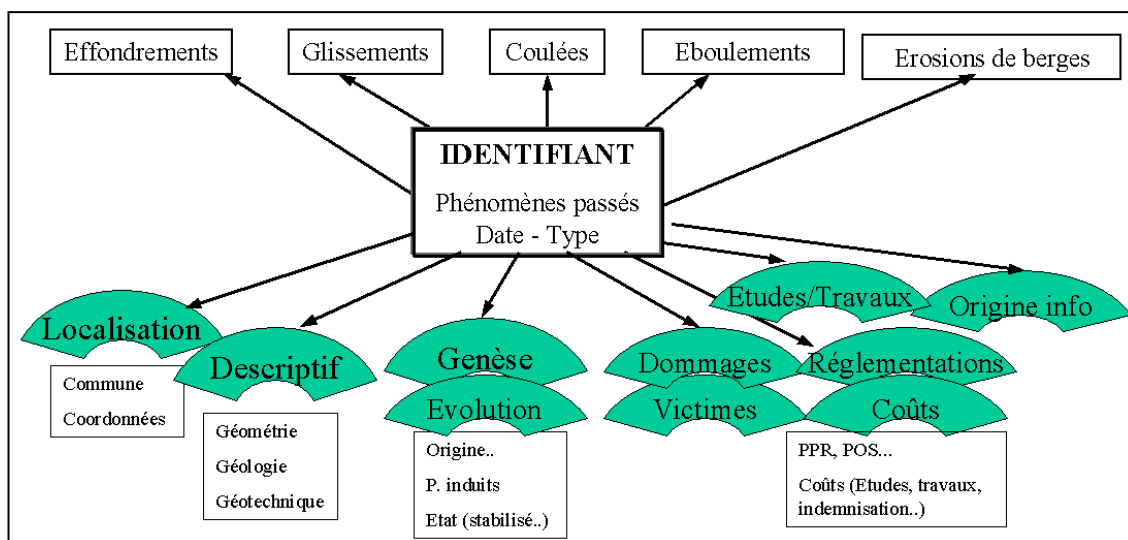 Effondrements
Glissements
Coulées
Eboulements
Erosions de berges
IDENTIFIANT
Phénomènes passés
Date - Type
Etudes/Travaux
Origine info
Localisation
Descriptif
Genèse
Dommages
Réglementations
Evolution
Victimes
Coûts
Commune
Coordonnées
Géométrie
Géologie
Géotechnique
Origine..
P. induits
Etat (stabilisé..)
PPR, POS...
Coûts (Etudes, travaux,
indemnisation..)